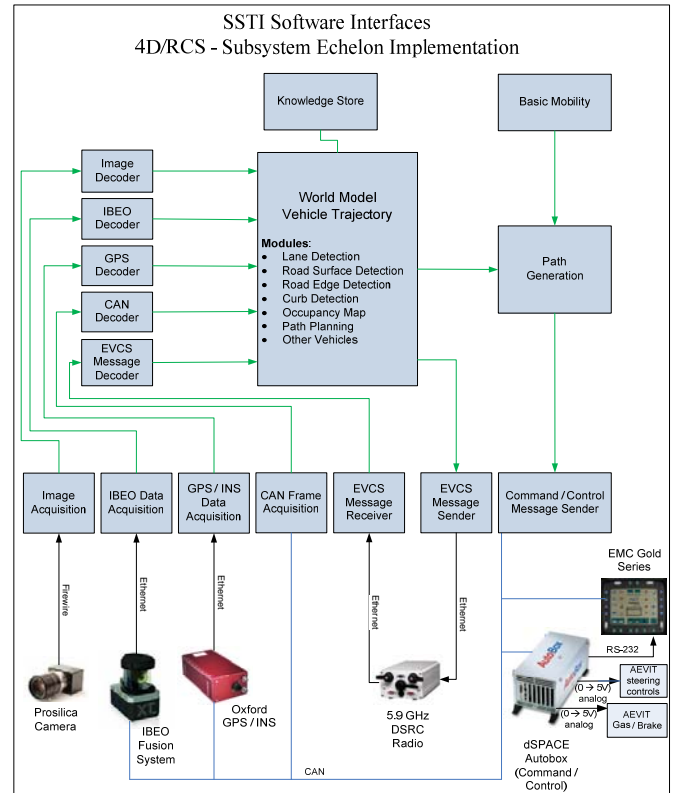 SSTI Software Interfaces
4D/RCS - Subsystem Echelon Implementation
Knowledge Store
Basic Mobility
Image
Decoder
IBEO
Decoder
GPS
Decoder
CAN
Decoder
EVCS
Message
Decoder
World Model
Vehicle Trajectory
Modules:
• Lane Detection
• Road Surface Detection
• Road Edge Detection
• Curb Detection
• Occupancy Map
• Path Planning
• Other Vehicles
Path
Generation
Image
Acquisition
IBEO Data
Acquisition
GPS / INS
Data
Acquisition
CAN Frame
Acquisition
EVCS
Message
Receiver
EVCS
Message
Sender
Command / Control
Message Sender
Firewire
Ethernet
Ethernet
Ethernet
Ethernet
EMC Gold
Series
RS-232
AutoBox
AutoBox
(0 → 5V)
analog
AEVIT
steering
controls
(0 → 5V)
analog
AEVIT
Gas / Brake
Prosilica
Camera
XT
IBEO
Fusion
System
Oxford
GPS / INS
5.9 GHz
DSRC
Radio
dSPACE
Autobox
(Command /
Control)
CAN